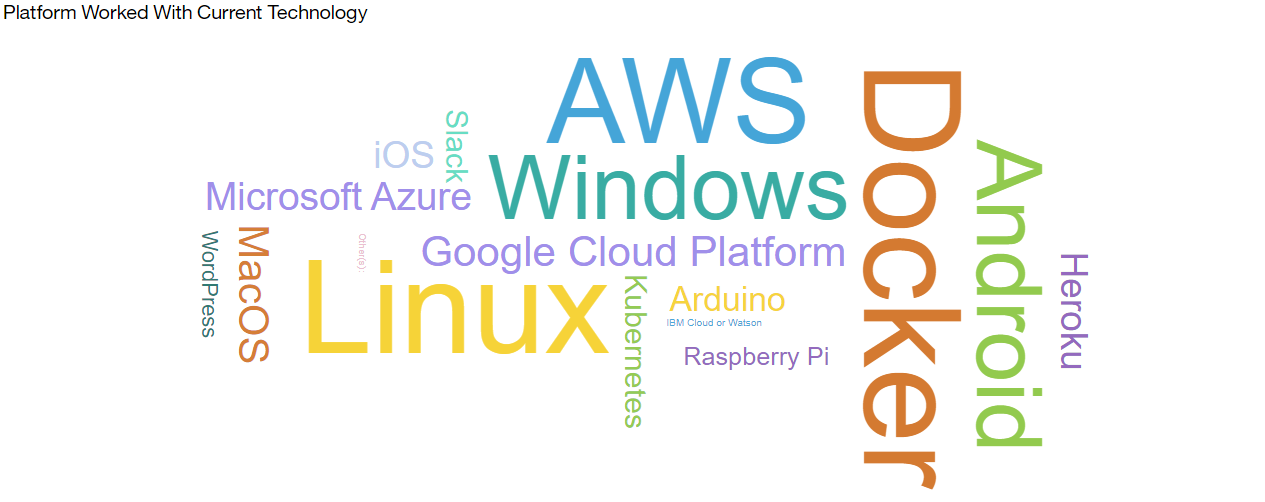 Platform Worked With Current Technology
AWS
Docker
Slack
iOS
Android
Windows
Microsoft Azure
WordPress
MacOS
Other(s):
Google Cloud Platform
Heroku
Linux
Kubernetes
Arduino
IBM Cloud or Watson
Raspberry Pi